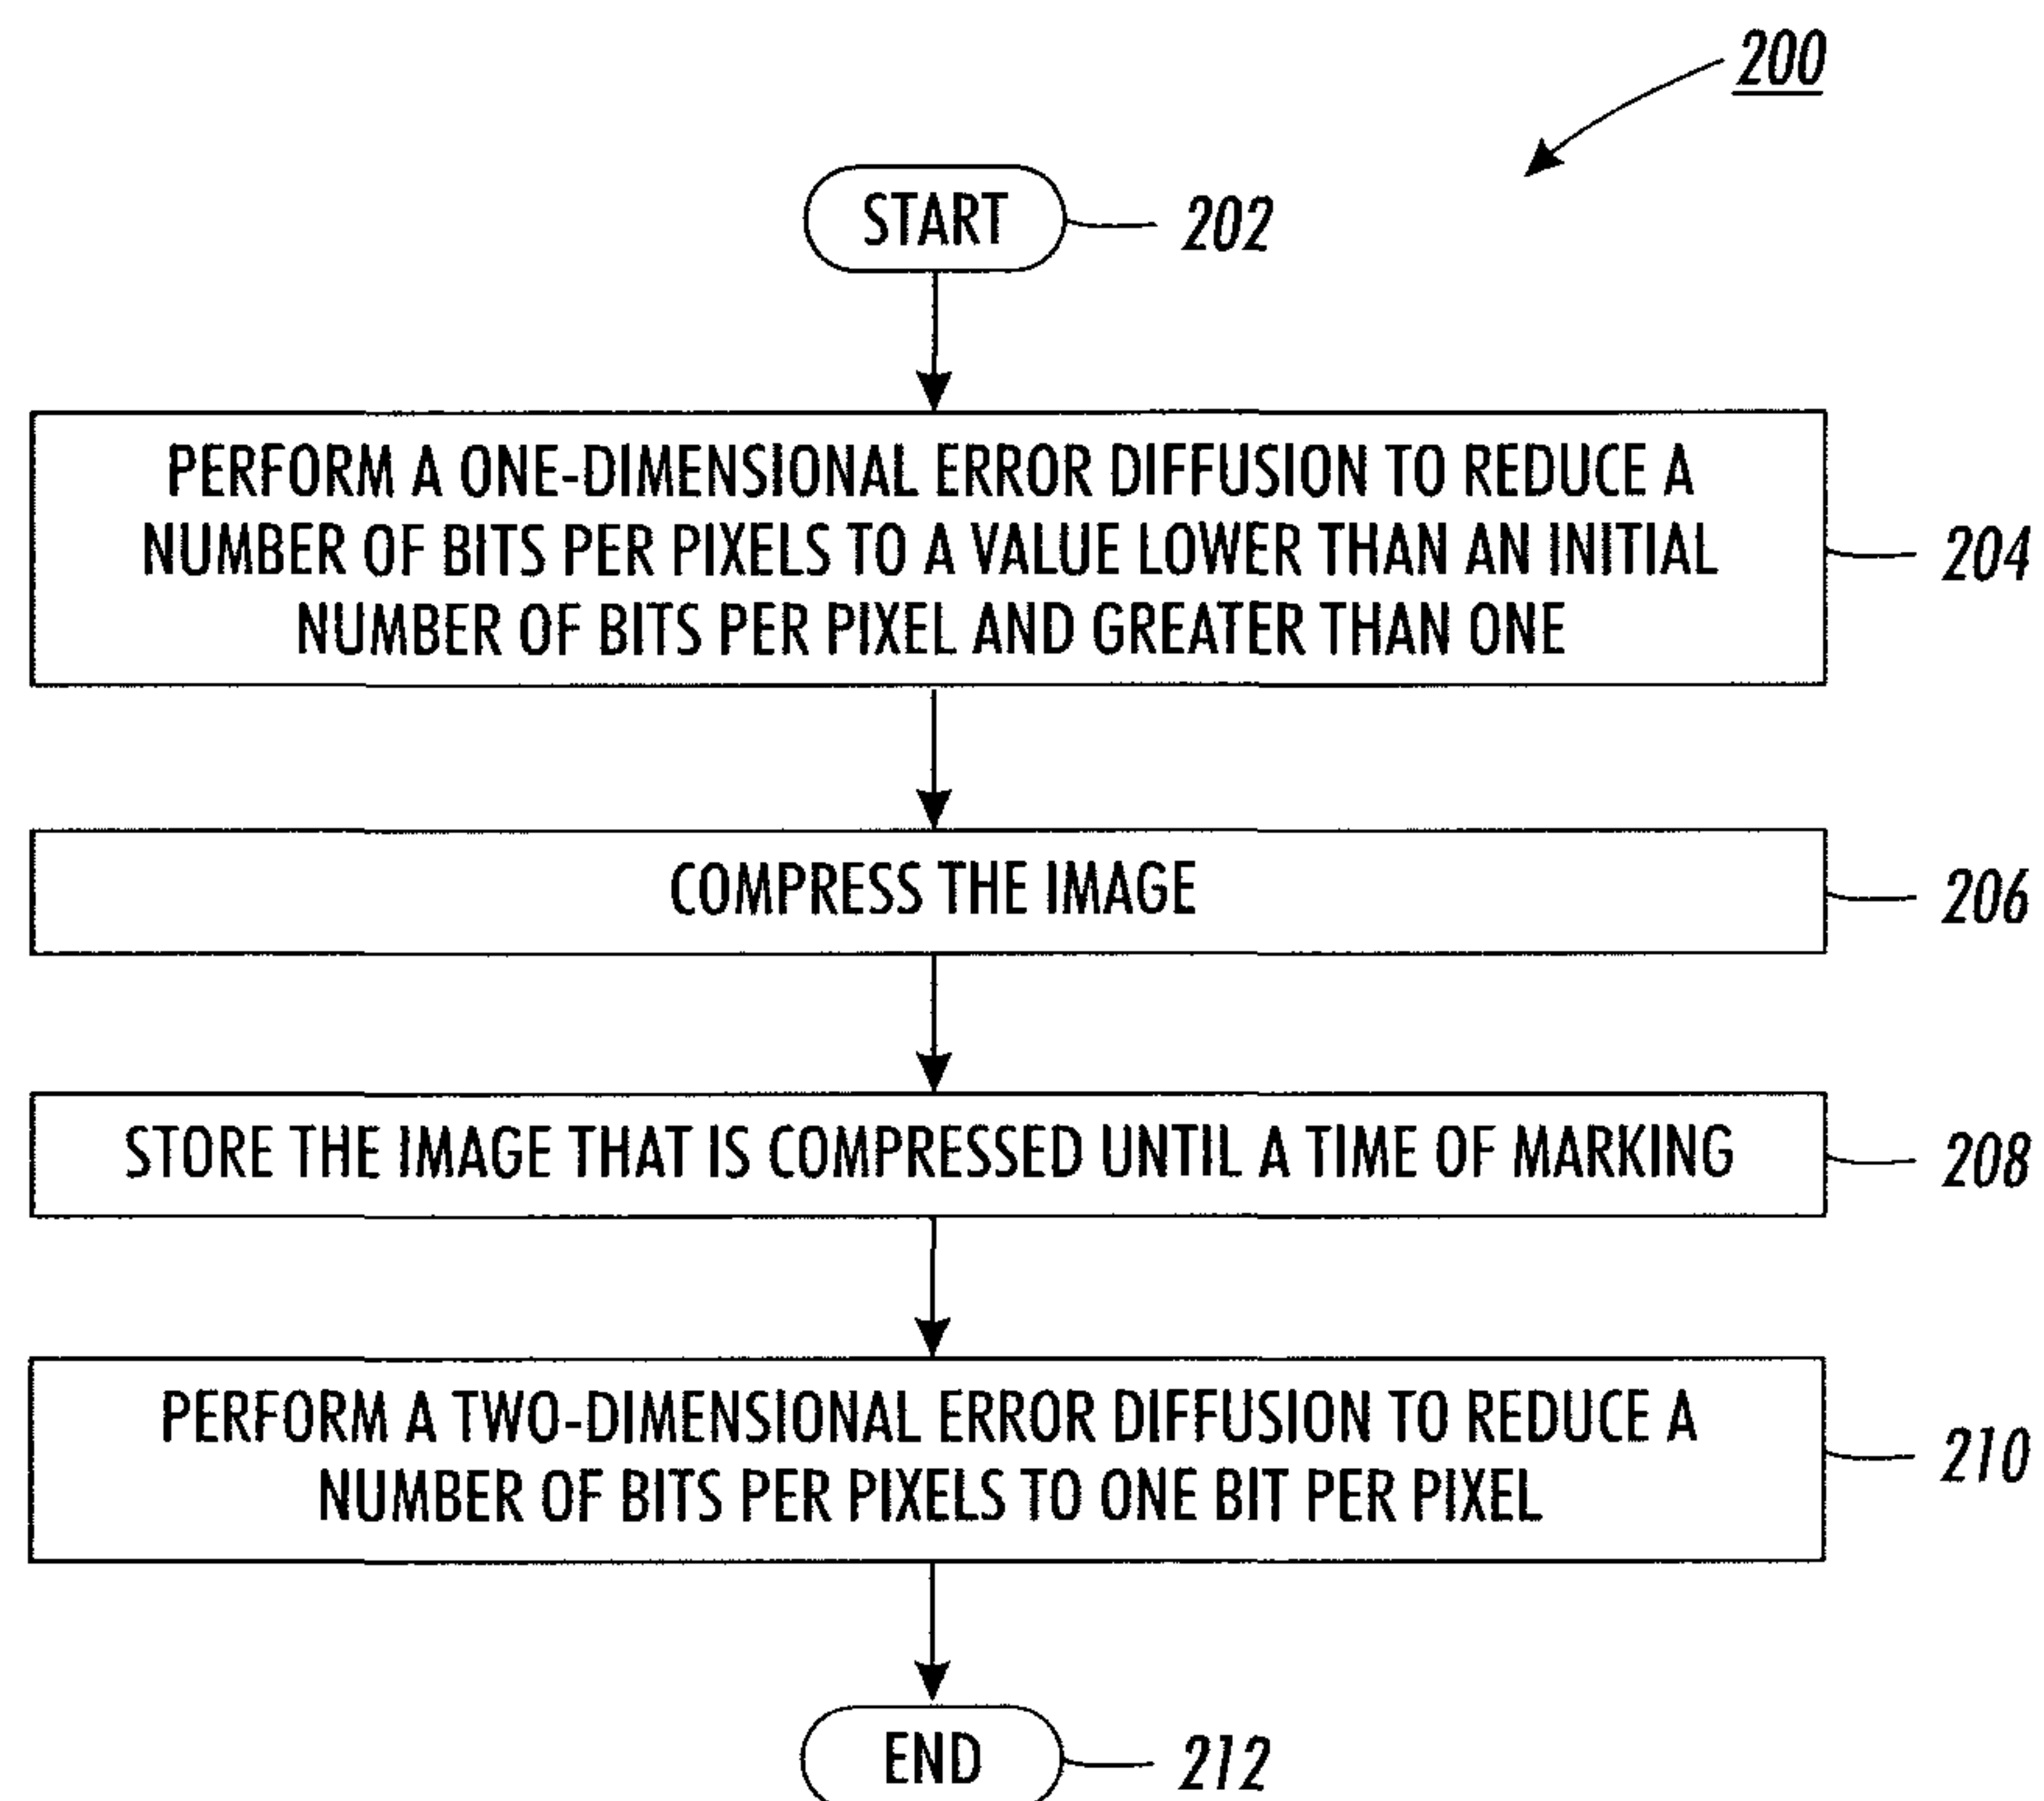 200
START
202
PERFORM A ONE-DIMENSIONAL ERROR DIFFUSION TO REDUCE A
NUMBER OF BITS PER PIXELS TO A VALUE LOWER THAN AN INITIAL
NUMBER OF BITS PER PIXEL AND GREATER THAN ONE
204
COMPRESS THE IMAGE
206
STORE THE IMAGE THAT IS COMPRESSED UNTIL A TIME OF MARKING
208
PERFORM A TWO-DIMENSIONAL ERROR DIFFUSION TO REDUCE A
NUMBER OF BITS PER PIXELS TO ONE BIT PER PIXEL
210
END
212